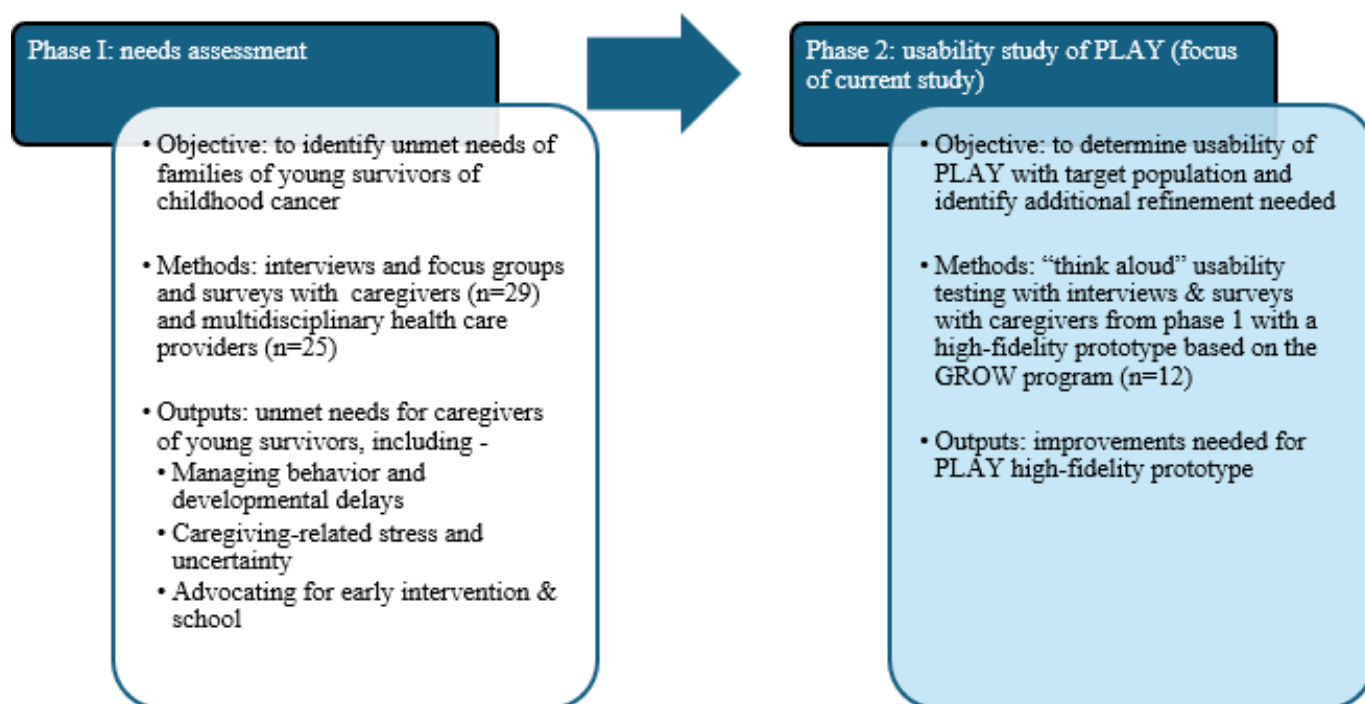 Phase I: needs assessment
• Objective: to identify unmet needs of
families of young survivors of
childhood cancer
• Methods: interviews and focus groups
and surveys with caregivers (n=29)
and multidisciplinary health care
providers (n=25)
• Outputs: unmet needs for caregivers
of young survivors, including -
• Managing behavior and
developmental delays
• Caregiving-related stress and
uncertainty
• Advocating for early intervention &
school
Phase 2: usability study of PLAY (focus
of current study)
• Objective: to determine usability of
PLAY with target population and
identify additional refinement needed
• Methods: “think aloud” usability
testing with interviews & surveys
with caregivers from phase 1 with a
high-fidelity prototype based on the
GROW program (n=12)
• Outputs: improvements needed for
PLAY high-fidelity prototype